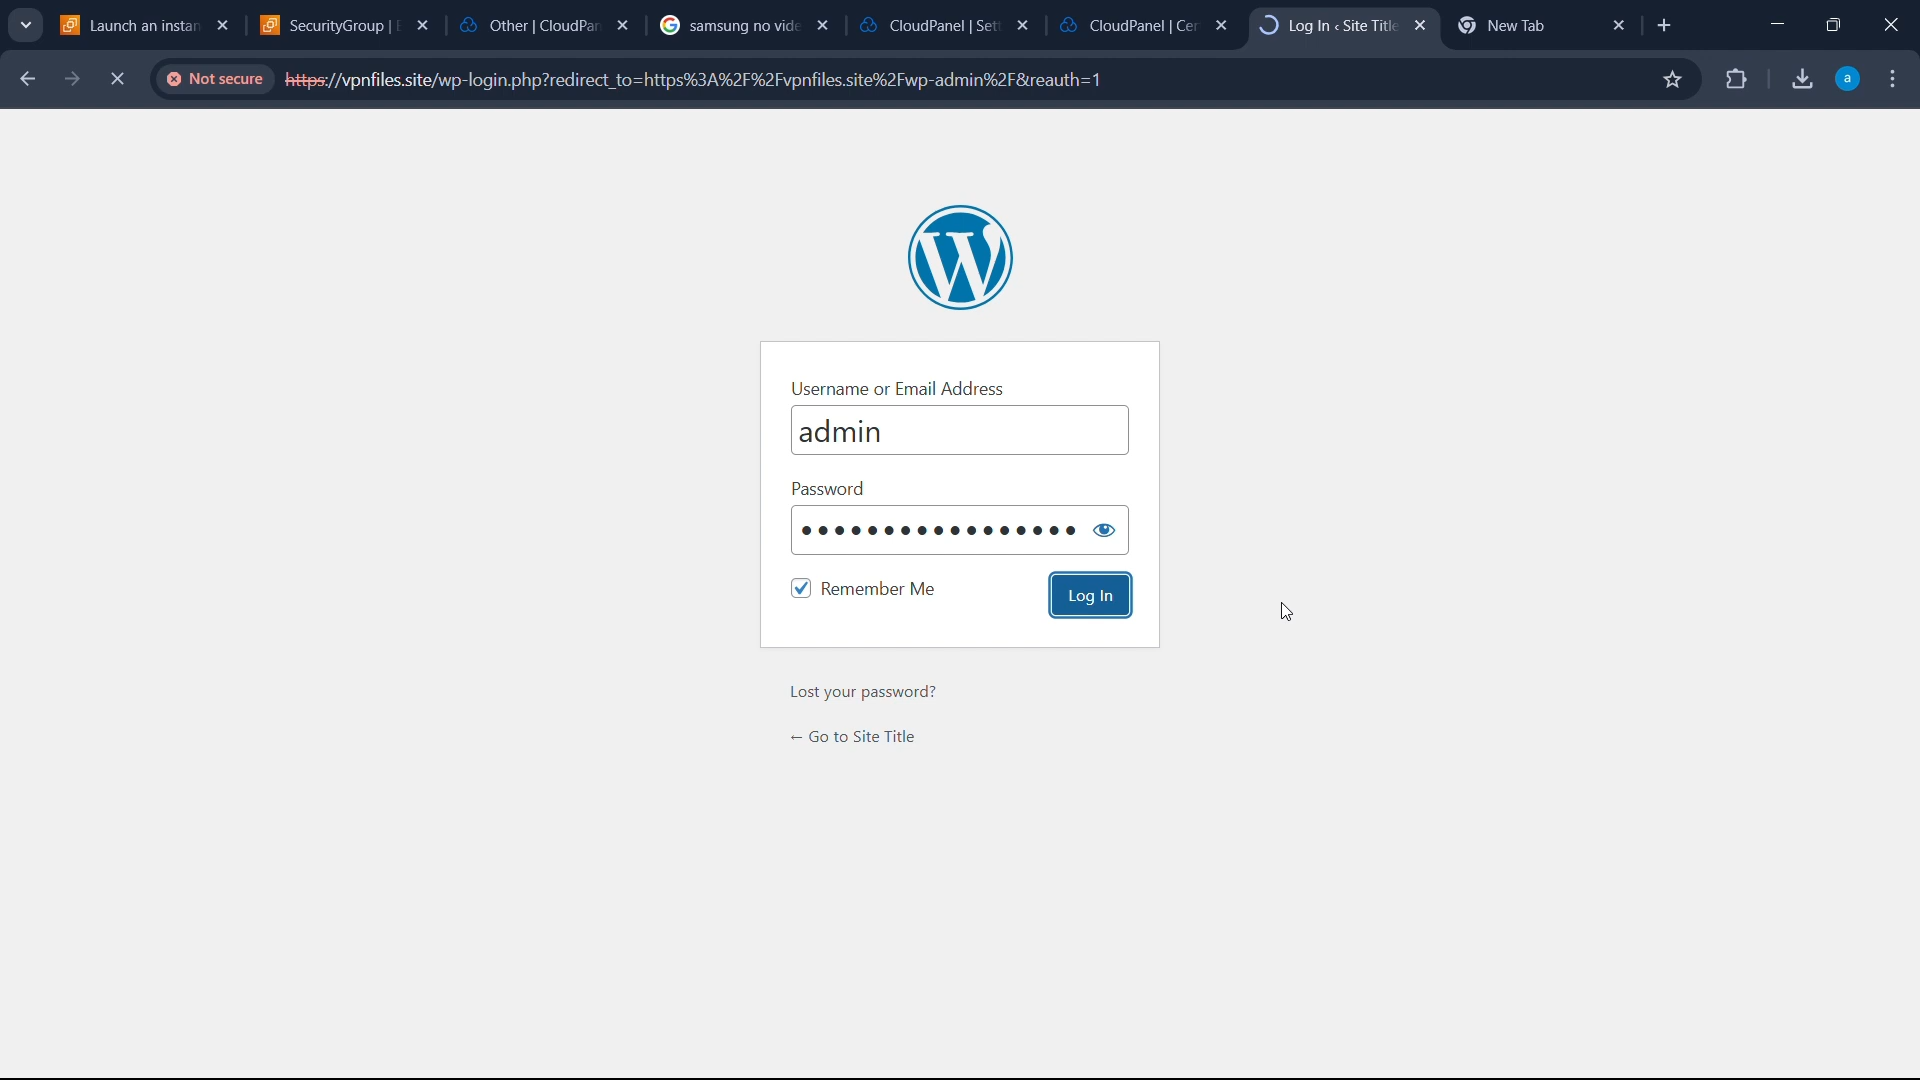 Launch an instan
SecurityGroup | E
Other | CloudPan
samsung no vide
CloudPanel | Sett
CloudPanel | Cer
Log In ‹ Site Title
New Tab
Not secure
https://vpnfiles.site/wp-login.php?redirect_to=https%3A%2F%2Fvpnfiles.site%2Fwp-admin%2F&reauth=1
a
Username or Email Address
admin
Password
Remember Me
Log In
Lost your password?
← Go to Site Title